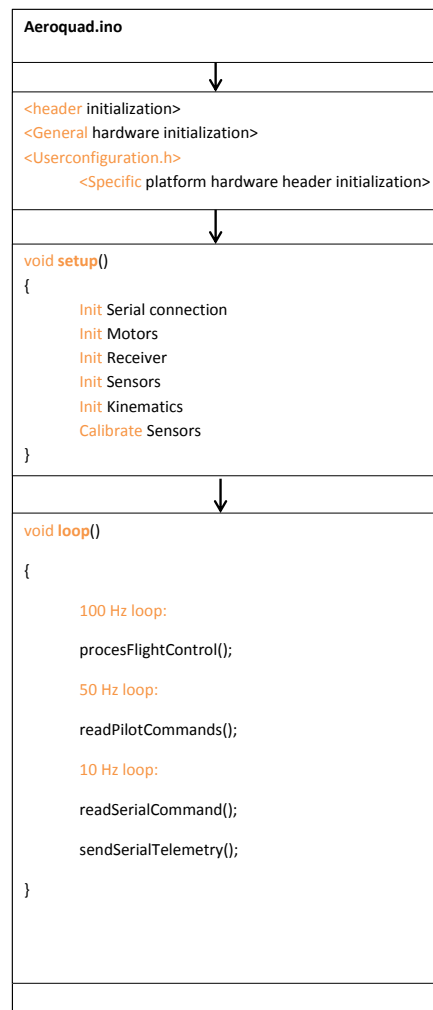 Aeroquad.ino
<header initialization>
<General hardware initialization>
<Userconfiguration.h>
<Specific platform hardware header initialization>
void setup()
{
Init Serial connection
Init Motors
Init Receiver
Init Sensors
Init Kinematics
Calibrate Sensors
}
void loop()
{
100 Hz loop:
procesFlightControl();
50 Hz loop:
readPilotCommands();
10 Hz loop:
readSerialCommand();
sendSerialTelemetry();
}